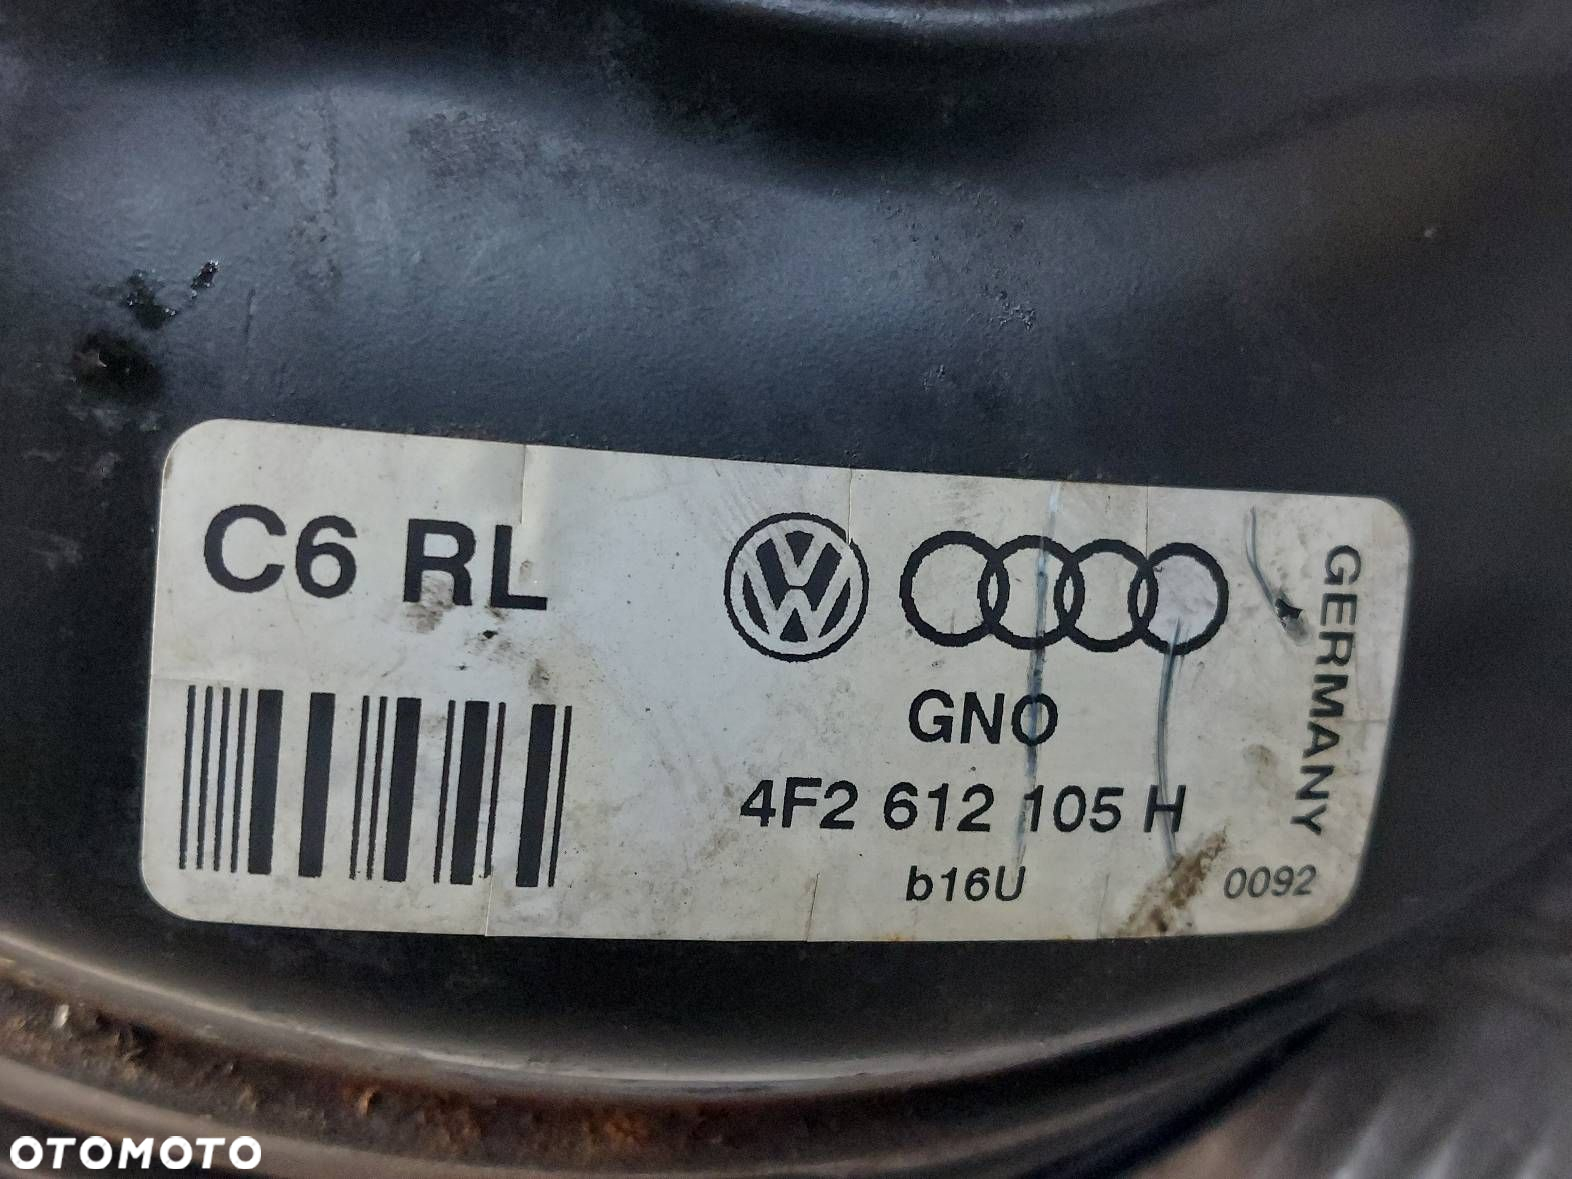 C6 RL
GNO
4F2 612 105 H
b16U
0092
GERMANY
OTOMOTO